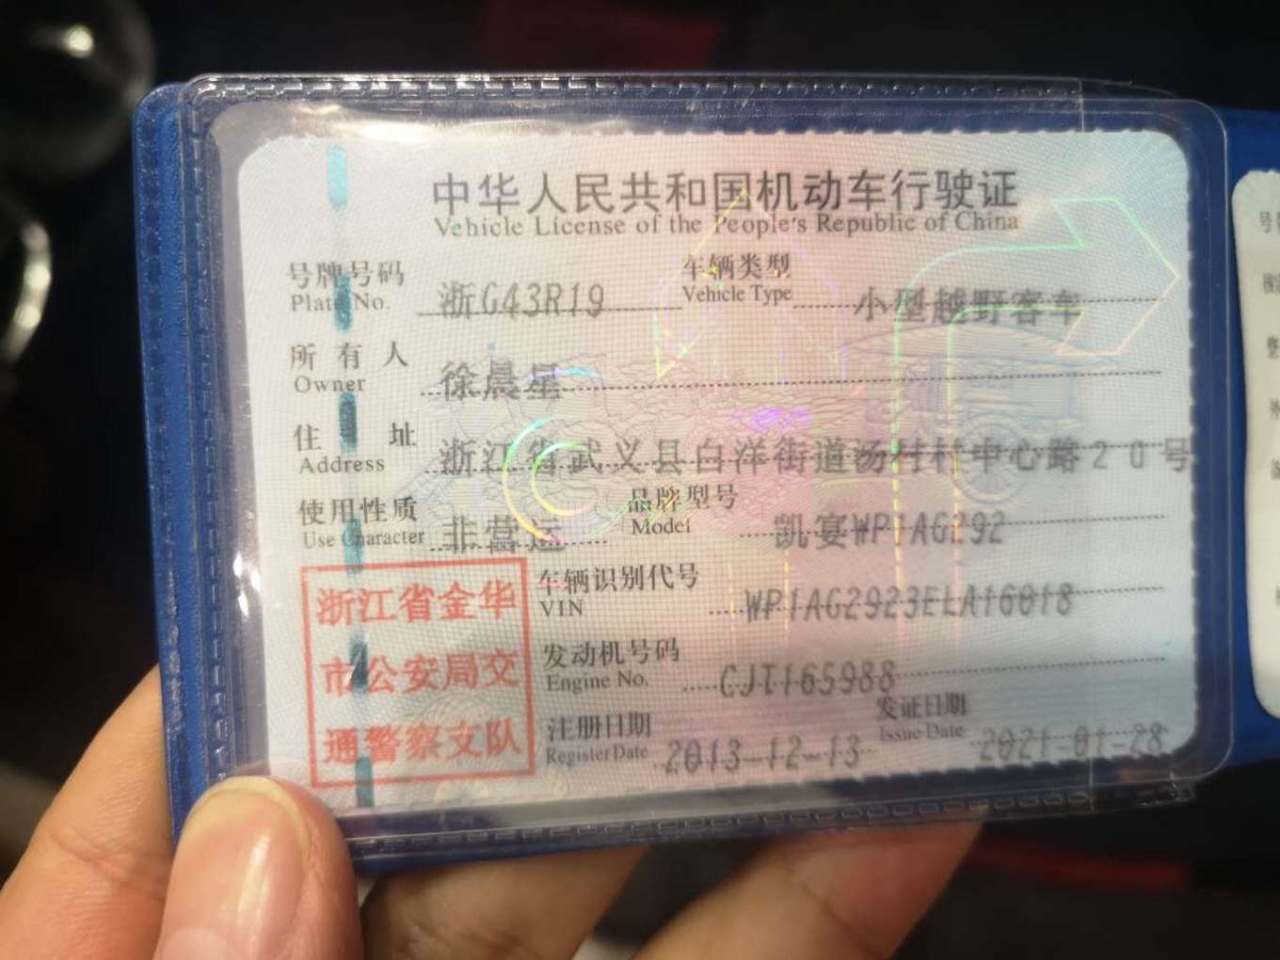 中华人民共和国机动车行驶证
Vehicle License of the People's Republic of China
号牌号码 浙G43R19 车辆类型 小型越野客车
Plate No. Vehicle Type
所有人 徐晨星
Owner
住址 浙江省武义县白洋街道汤村村中心路20号
Address
使用性质 非营运 品牌型号 凯宴WP1AG292
Use Character Model
浙江省金华
市公安局交
通警察支队
车辆识别代号 WP1AG2923ELA16018
VIN
发动机号码 CJT165988
Engine No.
注册日期 2013-12-13 发证日期 2021-01-28
Register Date Issue Date